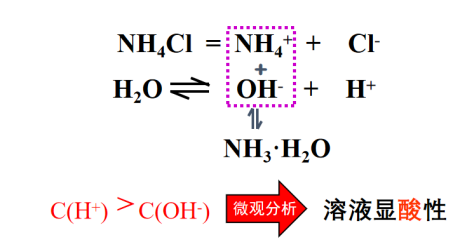 NH₄Cl = NH₄⁺ + Cl⁻
+
H₂O ⇌ OH⁻ + H⁺
⇅
NH₃·H₂O
C(H⁺) > C(OH⁻) 微观分析 溶液显酸性